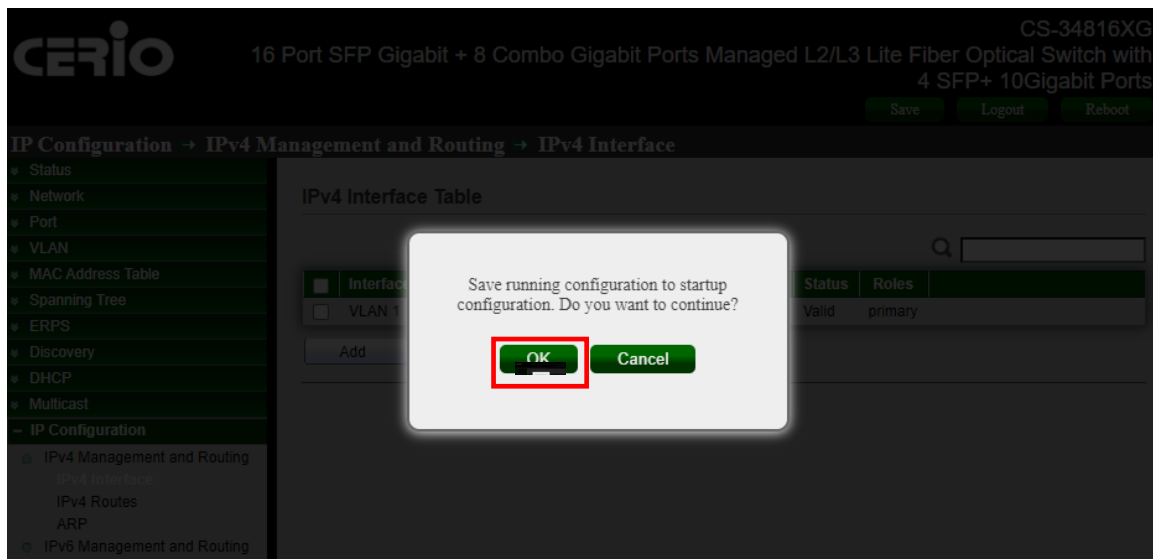 CERIO
CS-34816XG
16 Port SFP Gigabit + 8 Combo Gigabit Ports Managed L2/L3 Lite Fiber Optical Switch with
4 SFP+ 10Gigabit Ports
Save Logout Reboot
IP Configuration → IPv4 Management and Routing → IPv4 Interface
Status
Network
Port
VLAN
MAC Address Table
Spanning Tree
ERPS
Discovery
DHCP
Multicast
IP Configuration
IPv4 Management and Routing
IPv4 Interface
IPv4 Routes
ARP
IPv6 Management and Routing
IPv4 Interface Table
Interface Status Roles
VLAN 1 Valid primary
Add
Save running configuration to startup
configuration. Do you want to continue?
OK Cancel